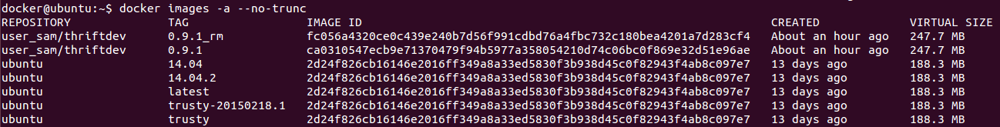 docker@ubuntu:~$ docker images -a --no-trunc
REPOSITORY TAG IMAGE ID CREATED VIRTUAL SIZE
user_sam/thriftdev 0.9.1_rm fc056a4320ce0c439e240b7d56f991cdbd76a4fbc732c180bea4201a7d283cf4 About an hour ago 247.7 MB
user_sam/thriftdev 0.9.1 ca0310547ecb9e71370479f94b5977a358054210d74c06bc0f869e32d51e96ae About an hour ago 247.7 MB
ubuntu 14.04 2d24f826cb16146e2016ff349a8a33ed5830f3b938d45c0f82943f4ab8c097e7 13 days ago 188.3 MB
ubuntu 14.04.2 2d24f826cb16146e2016ff349a8a33ed5830f3b938d45c0f82943f4ab8c097e7 13 days ago 188.3 MB
ubuntu latest 2d24f826cb16146e2016ff349a8a33ed5830f3b938d45c0f82943f4ab8c097e7 13 days ago 188.3 MB
ubuntu trusty-20150218.1 2d24f826cb16146e2016ff349a8a33ed5830f3b938d45c0f82943f4ab8c097e7 13 days ago 188.3 MB
ubuntu trusty 2d24f826cb16146e2016ff349a8a33ed5830f3b938d45c0f82943f4ab8c097e7 13 days ago 188.3 MB